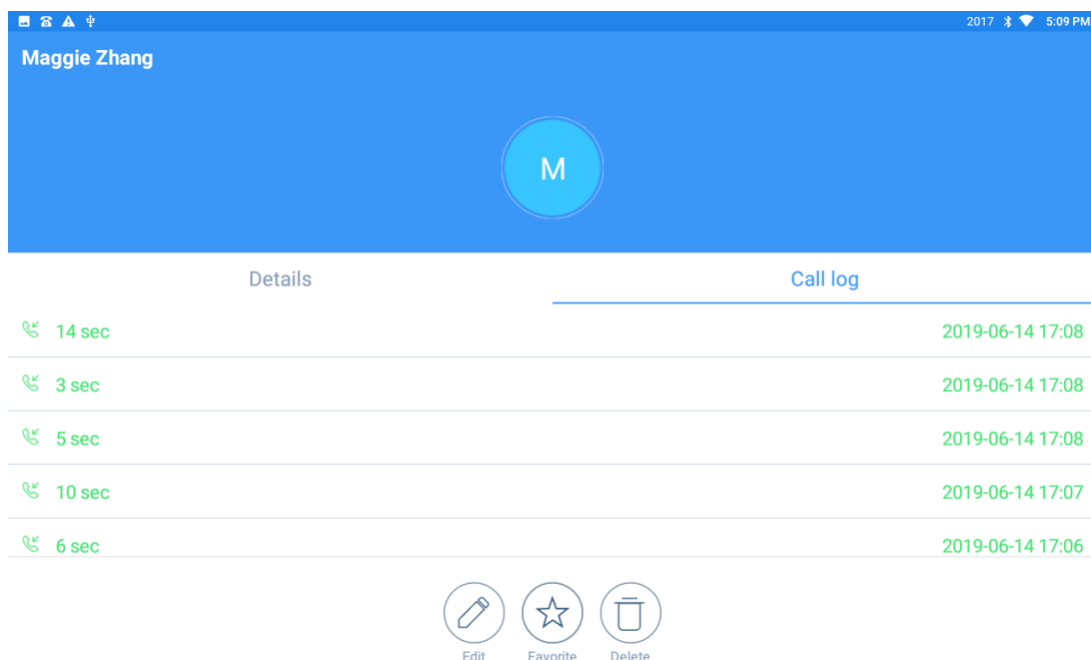 2017 5:09 PM
Maggie Zhang
M
Details Call log
14 sec 2019-06-14 17:08
3 sec 2019-06-14 17:08
5 sec 2019-06-14 17:08
10 sec 2019-06-14 17:07
6 sec 2019-06-14 17:06
Edit Favorite Delete